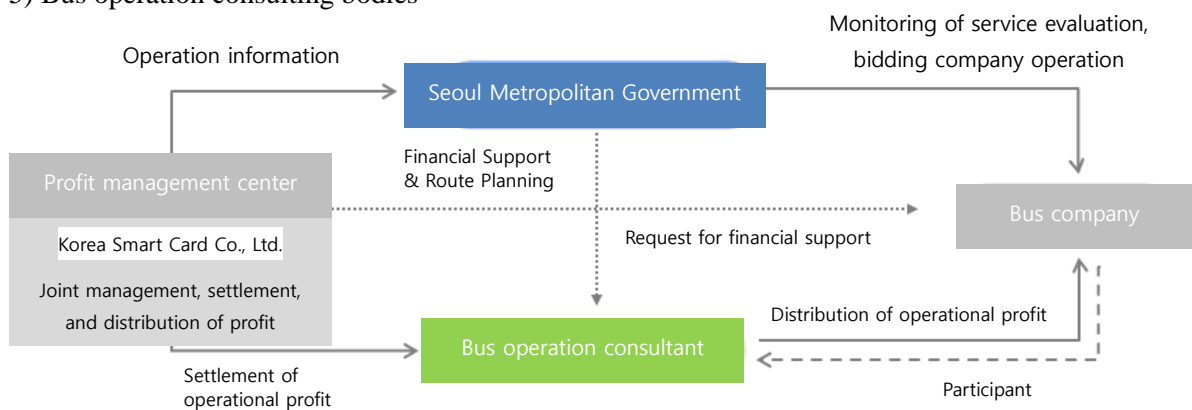 3) Bus operation consulting bodies
Monitoring of service evaluation,
bidding company operation
Operation information
Seoul Metropolitan Government
Financial Support
& Route Planning
Profit management center
Bus company
Korea Smart Card Co., Ltd.
Request for financial support
Joint management, settlement,
and distribution of profit
Distribution of operational profit
Bus operation consultant
Settlement of
operational profit
Participant